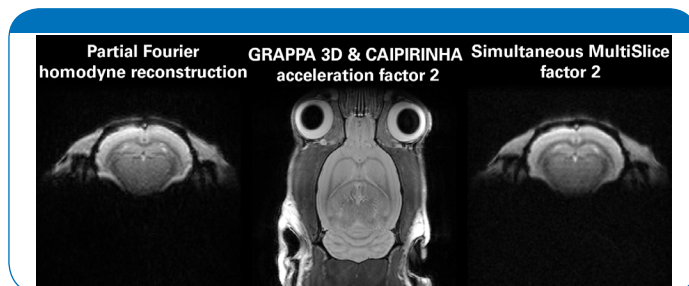 Partial Fourier
homodyne reconstruction
GRAPPA 3D & CAIPIRINHA
acceleration factor 2
Simultaneous MultiSlice
factor 2